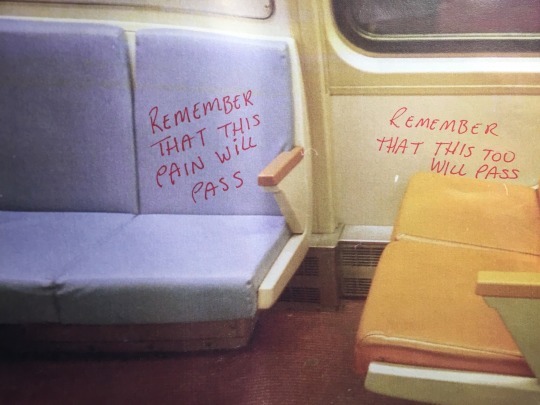 REMEMBER
THAT THIS
PAIN WiLL
PASS
REMEMBER
THAT THIS TOO
WILL PASS